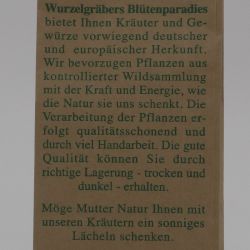 Wurzelgräbers Blütenparadies
bietet Ihnen Kräuter und Ge-
würze vorwiegend deutscher
und europäischer Herkunft.
Wir bevorzugen Pflanzen aus
kontrollierter Wildsammlung
mit der Kraft und Energie, wie
die Natur sie uns schenkt. Die
Verarbeitung der Pflanzen er-
folgt qualitätsschonend und
durch viel Handarbeit. Die gute
Qualität können Sie durch
richtige Lagerung - trocken und
dunkel - erhalten.
Möge Mutter Natur Ihnen mit
unseren Kräutern ein sonniges
Lächeln schenken.